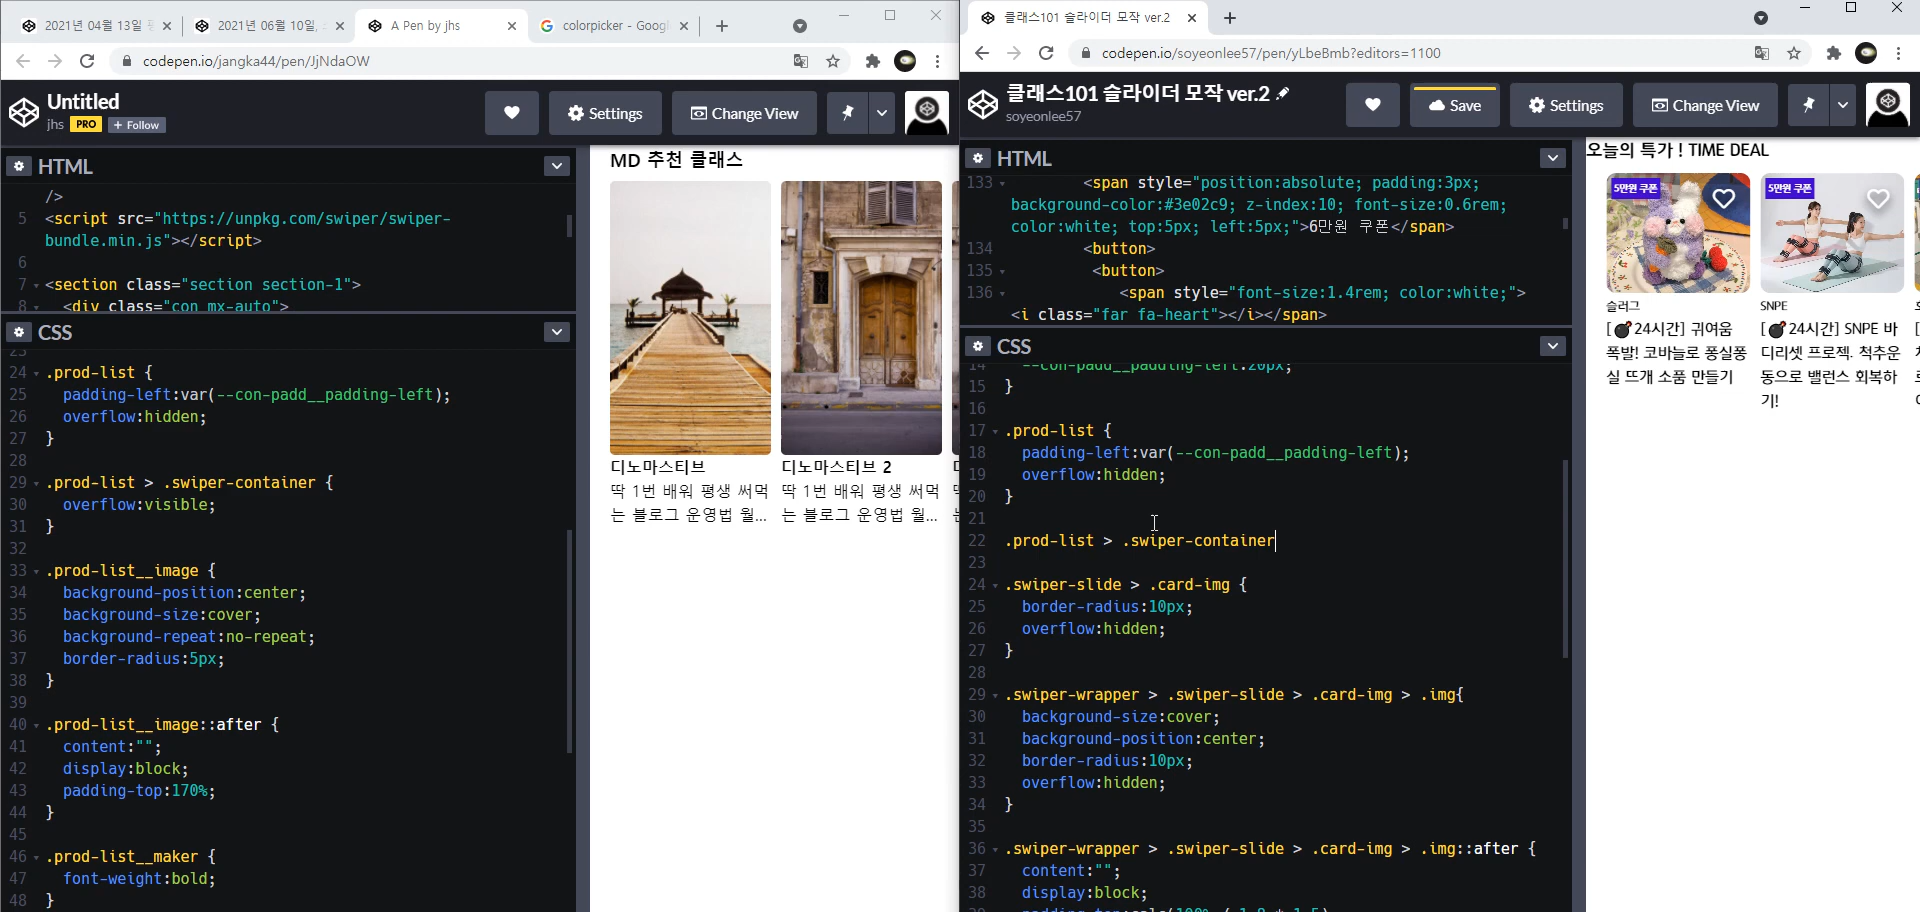 2021년 04월 13일
2021년 06월 10일,
A Pen by jhs
colorpicker - Goog
codepen.io/jangka44/pen/JjNdaOW
Untitled
jhs PRO + Follow
Settings
Change View
HTML
/>
5 <script src="https://unpkg.com/swiper/swiper-
bundle.min.js"></script>
6
7 <section class="section section-1">
8 <div class="con mx-auto">
CSS
23
24 .prod-list {
25 padding-left:var(--con-padd__padding-left);
26 overflow:hidden;
27 }
28
29 .prod-list > .swiper-container {
30 overflow:visible;
31 }
32
33 .prod-list__image {
34 background-position:center;
35 background-size:cover;
36 background-repeat:no-repeat;
37 border-radius:5px;
38 }
39
40 .prod-list__image::after {
41 content:"";
42 display:block;
43 padding-top:170%;
44 }
45
46 .prod-list__maker {
47 font-weight:bold;
48 }
MD 추천 클래스
디노마스티브
딱 1번 배워 평생 써먹
는 블로그 운영법 월...
디노마스티브 2
딱 1번 배워 평생 써먹
는 블로그 운영법 월...
클래스101 슬라이더 모작 ver.2
codepen.io/soyeonlee57/pen/yLbeBmb?editors=1100
클래스101 슬라이더 모작 ver.2
soyeonlee57
Save
Settings
Change View
HTML
133 <span style="position:absolute; padding:3px;
background-color:#3e02c9; z-index:10; font-size:0.6rem;
color:white; top:5px; left:5px;">6만원 쿠폰</span>
134 <button>
135 <button>
136 <span style="font-size:1.4rem; color:white;">
<i class="far fa-heart"></i></span>
CSS
14 --con-padd__padding-left:20px;
15 }
16
17 .prod-list {
18 padding-left:var(--con-padd__padding-left);
19 overflow:hidden;
20 }
21
22 .prod-list > .swiper-container
23
24 .swiper-slide > .card-img {
25 border-radius:10px;
26 overflow:hidden;
27 }
28
29 .swiper-wrapper > .swiper-slide > .card-img > .img{
30 background-size:cover;
31 background-position:center;
32 border-radius:10px;
33 overflow:hidden;
34 }
35
36 .swiper-wrapper > .swiper-slide > .card-img > .img::after {
37 content:"";
38 display:block;
오늘의 특가 ! TIME DEAL
5만원 쿠폰
슬러그
[💣24시간] 귀여움
폭발! 코바늘로 퐁실퐁
실 뜨개 소품 만들기
5만원 쿠폰
SNPE
[💣24시간] SNPE 바
디리셋 프로젝. 척추운
동으로 밸런스 회복하
기!